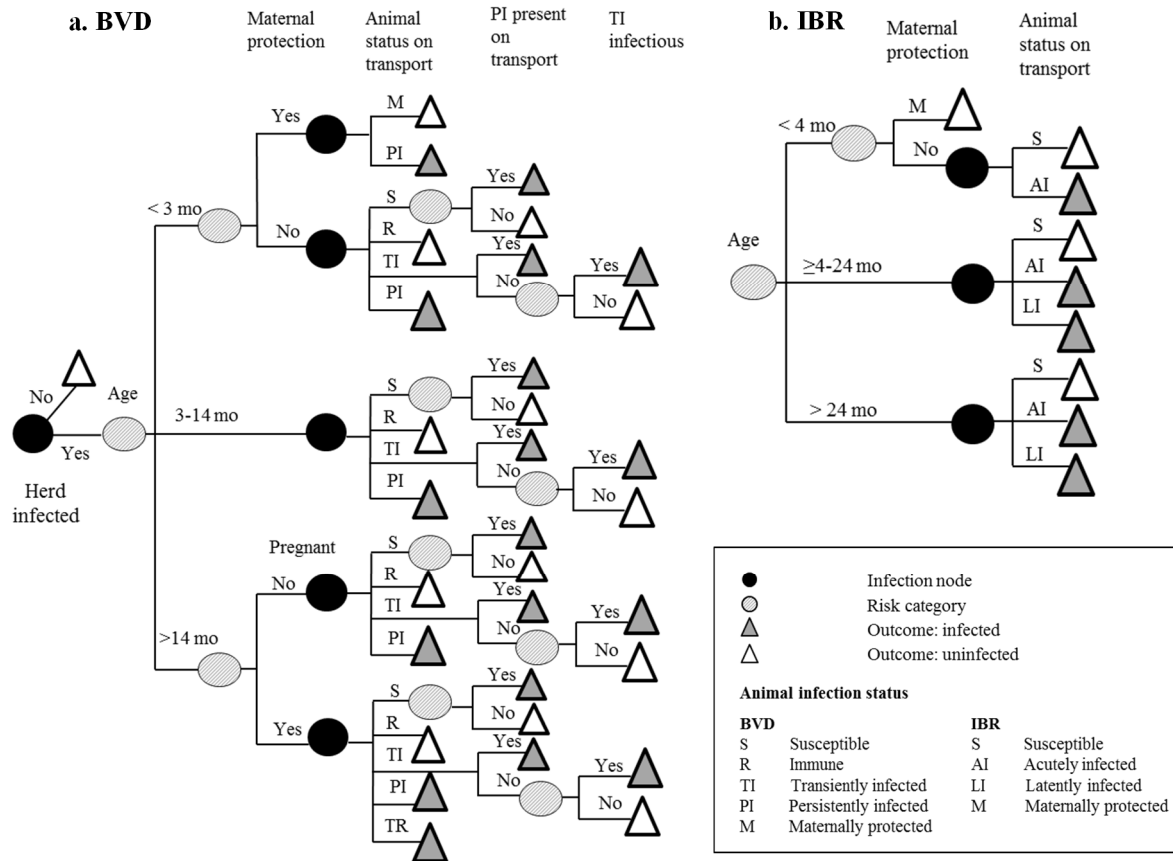 a. BVD
Maternal
protection
Animal
status on
transport
PI present
on
transport
TI
infectious
Yes
M
PI
< 3 mo
No
S
R
TI
PI
Yes
No
Yes
No
Yes
No
No
Yes
Herd
infected
Age
3-14 mo
S
R
TI
PI
Yes
No
Yes
No
Yes
No
>14 mo
Pregnant
No
S
R
TI
PI
Yes
No
Yes
No
Yes
No
Yes
S
R
TI
PI
TR
Yes
No
Yes
No
Yes
No
b. IBR
Maternal
protection
Animal
status on
transport
Age
< 4 mo
M
No
S
AI
≥4-24 mo
S
AI
LI
> 24 mo
S
AI
LI
Infection node
Risk category
Outcome: infected
Outcome: uninfected
Animal infection status
BVD IBR
S Susceptible S Susceptible
R Immune AI Acutely infected
TI Transiently infected LI Latently infected
PI Persistently infected M Maternally protected
M Maternally protected